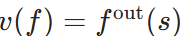 v(f) = f^out(s)